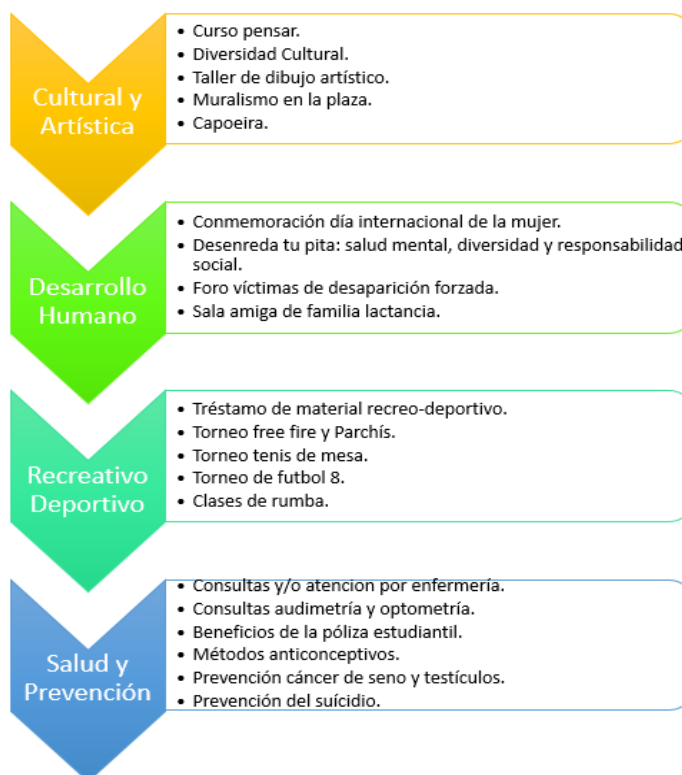 Cultural y
Artística
• Curso pensar.
• Diversidad Cultural.
• Taller de dibujo artístico.
• Muralismo en la plaza.
• Capoeira.
Desarrollo
Humano
• Conmemoración día internacional de la mujer.
• Desenreda tu pita: salud mental, diversidad y responsabilidad
social.
• Foro víctimas de desaparición forzada.
• Sala amiga de familia lactancia.
Recreativo
Deportivo
• Tréstamo de material recreo-deportivo.
• Torneo free fire y Parchís.
• Torneo tenis de mesa.
• Torneo de futbol 8.
• Clases de rumba.
Salud y
Prevención
• Consultas y/o atencion por enfermería.
• Consultas audimetría y optometría.
• Beneficios de la póliza estudiantil.
• Métodos anticonceptivos.
• Prevención cáncer de seno y testículos.
• Prevención del suicídio.